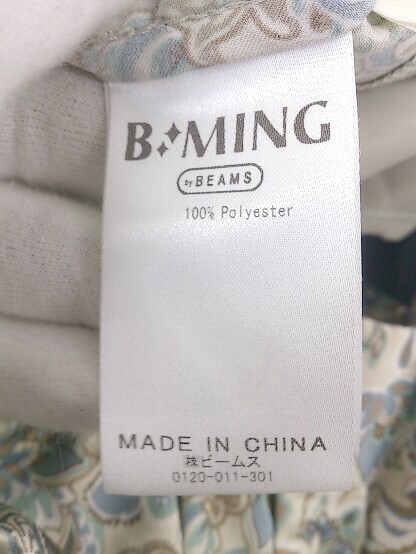 B✦MING
by BEAMS
100% Polyester
MADE IN CHINA
㈱ビームス
0120-011-301